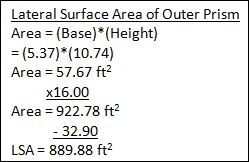 Lateral Surface Area of Outer Prism
Area = (Base)*(Height)
= (5.37)*(10.74)
Area = 57.67 ft²
x16.00
Area = 922.78 ft²
- 32.90
LSA = 889.88 ft²